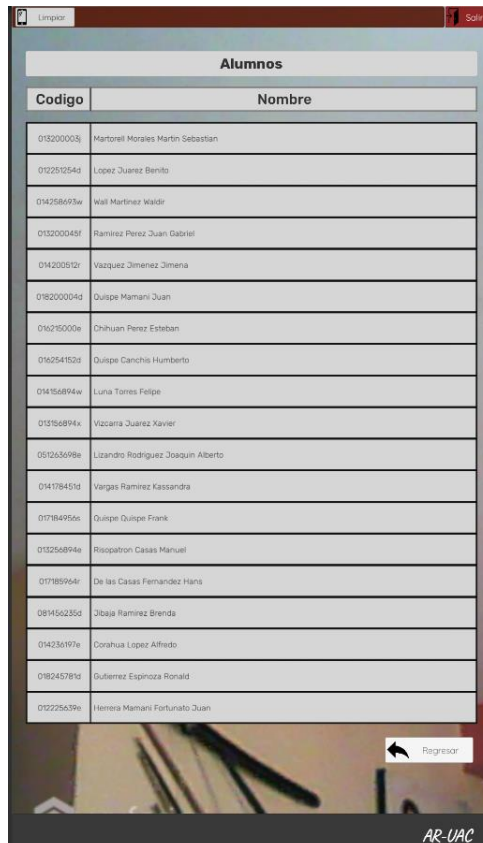 Limpiar Salir
Alumnos
Codigo Nombre
013200003j Martorell Morales Martin Sebastian
012251254d Lopez Juarez Benito
014258693w Wall Martinez Waldir
013200045f Ramirez Perez Juan Gabriel
014200512r Vazquez Jimenez Jimena
018200004d Quispe Mamani Juan
016215000e Chihuan Perez Esteban
016254152d Quispe Canchis Humberto
014156894w Luna Torres Felipe
013156894x Vizcarra Juarez Xavier
051263698e Lizandro Rodriguez Joaquin Alberto
014178451d Vargas Ramirez Kassandra
017184956s Quispe Quispe Frank
013256894e Risopatron Casas Manuel
017185964r De las Casas Fernandez Hans
081456235d Jibaja Ramirez Brenda
014236197e Corahua Lopez Alfredo
018245781d Gutierrez Espinoza Ronald
012225639e Herrera Mamani Fortunato Juan
Regresar
AR-UAC